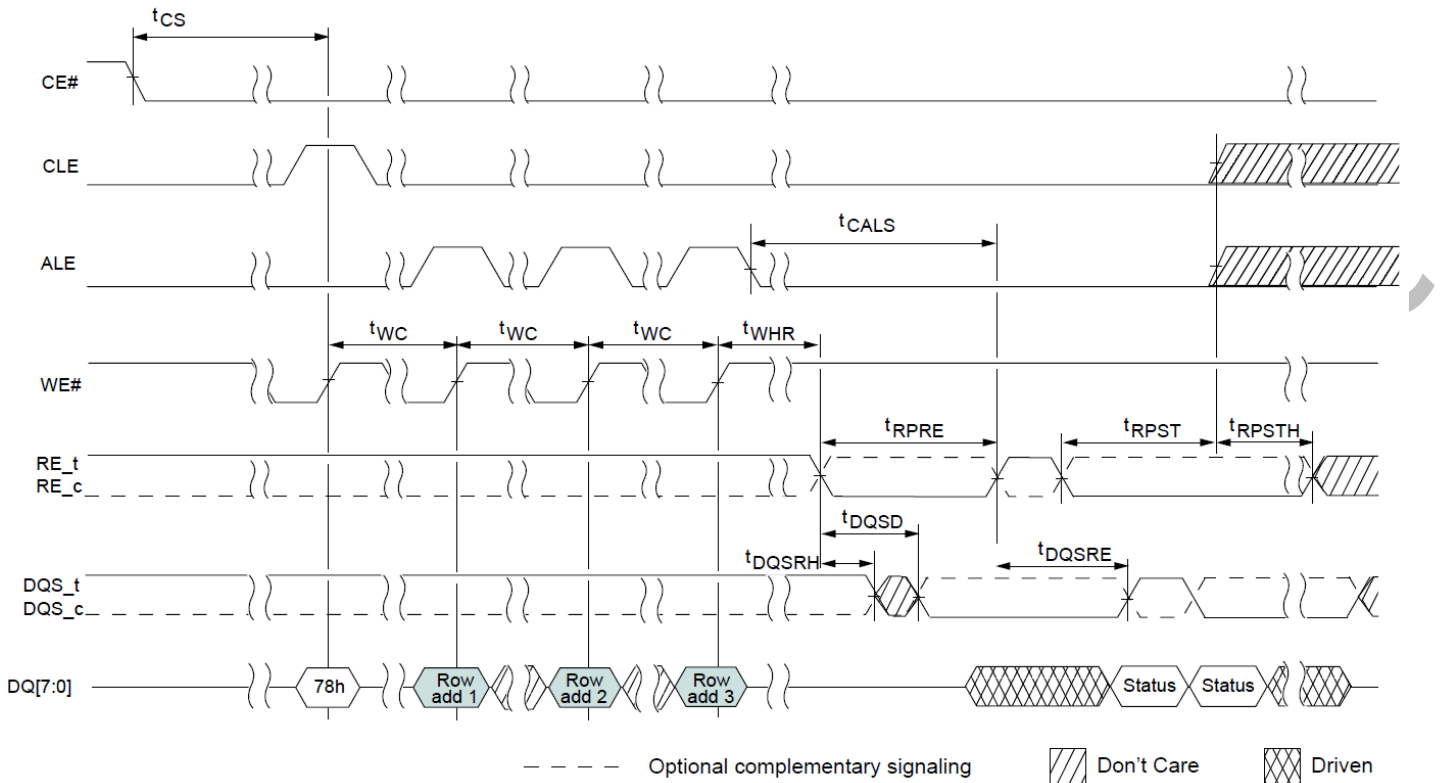 tCS
CE#
CLE
tCALS
ALE
tWC tWC tWC tWHR
WE#
tRPRE tRPST tRPSTH
RE_t
RE_c
tDQSD
tDQSRH tDQSRE
DQS_t
DQS_c
DQ[7:0] 78h Row add 1 Row add 2 Row add 3 Status Status
Optional complementary signaling Don't Care Driven